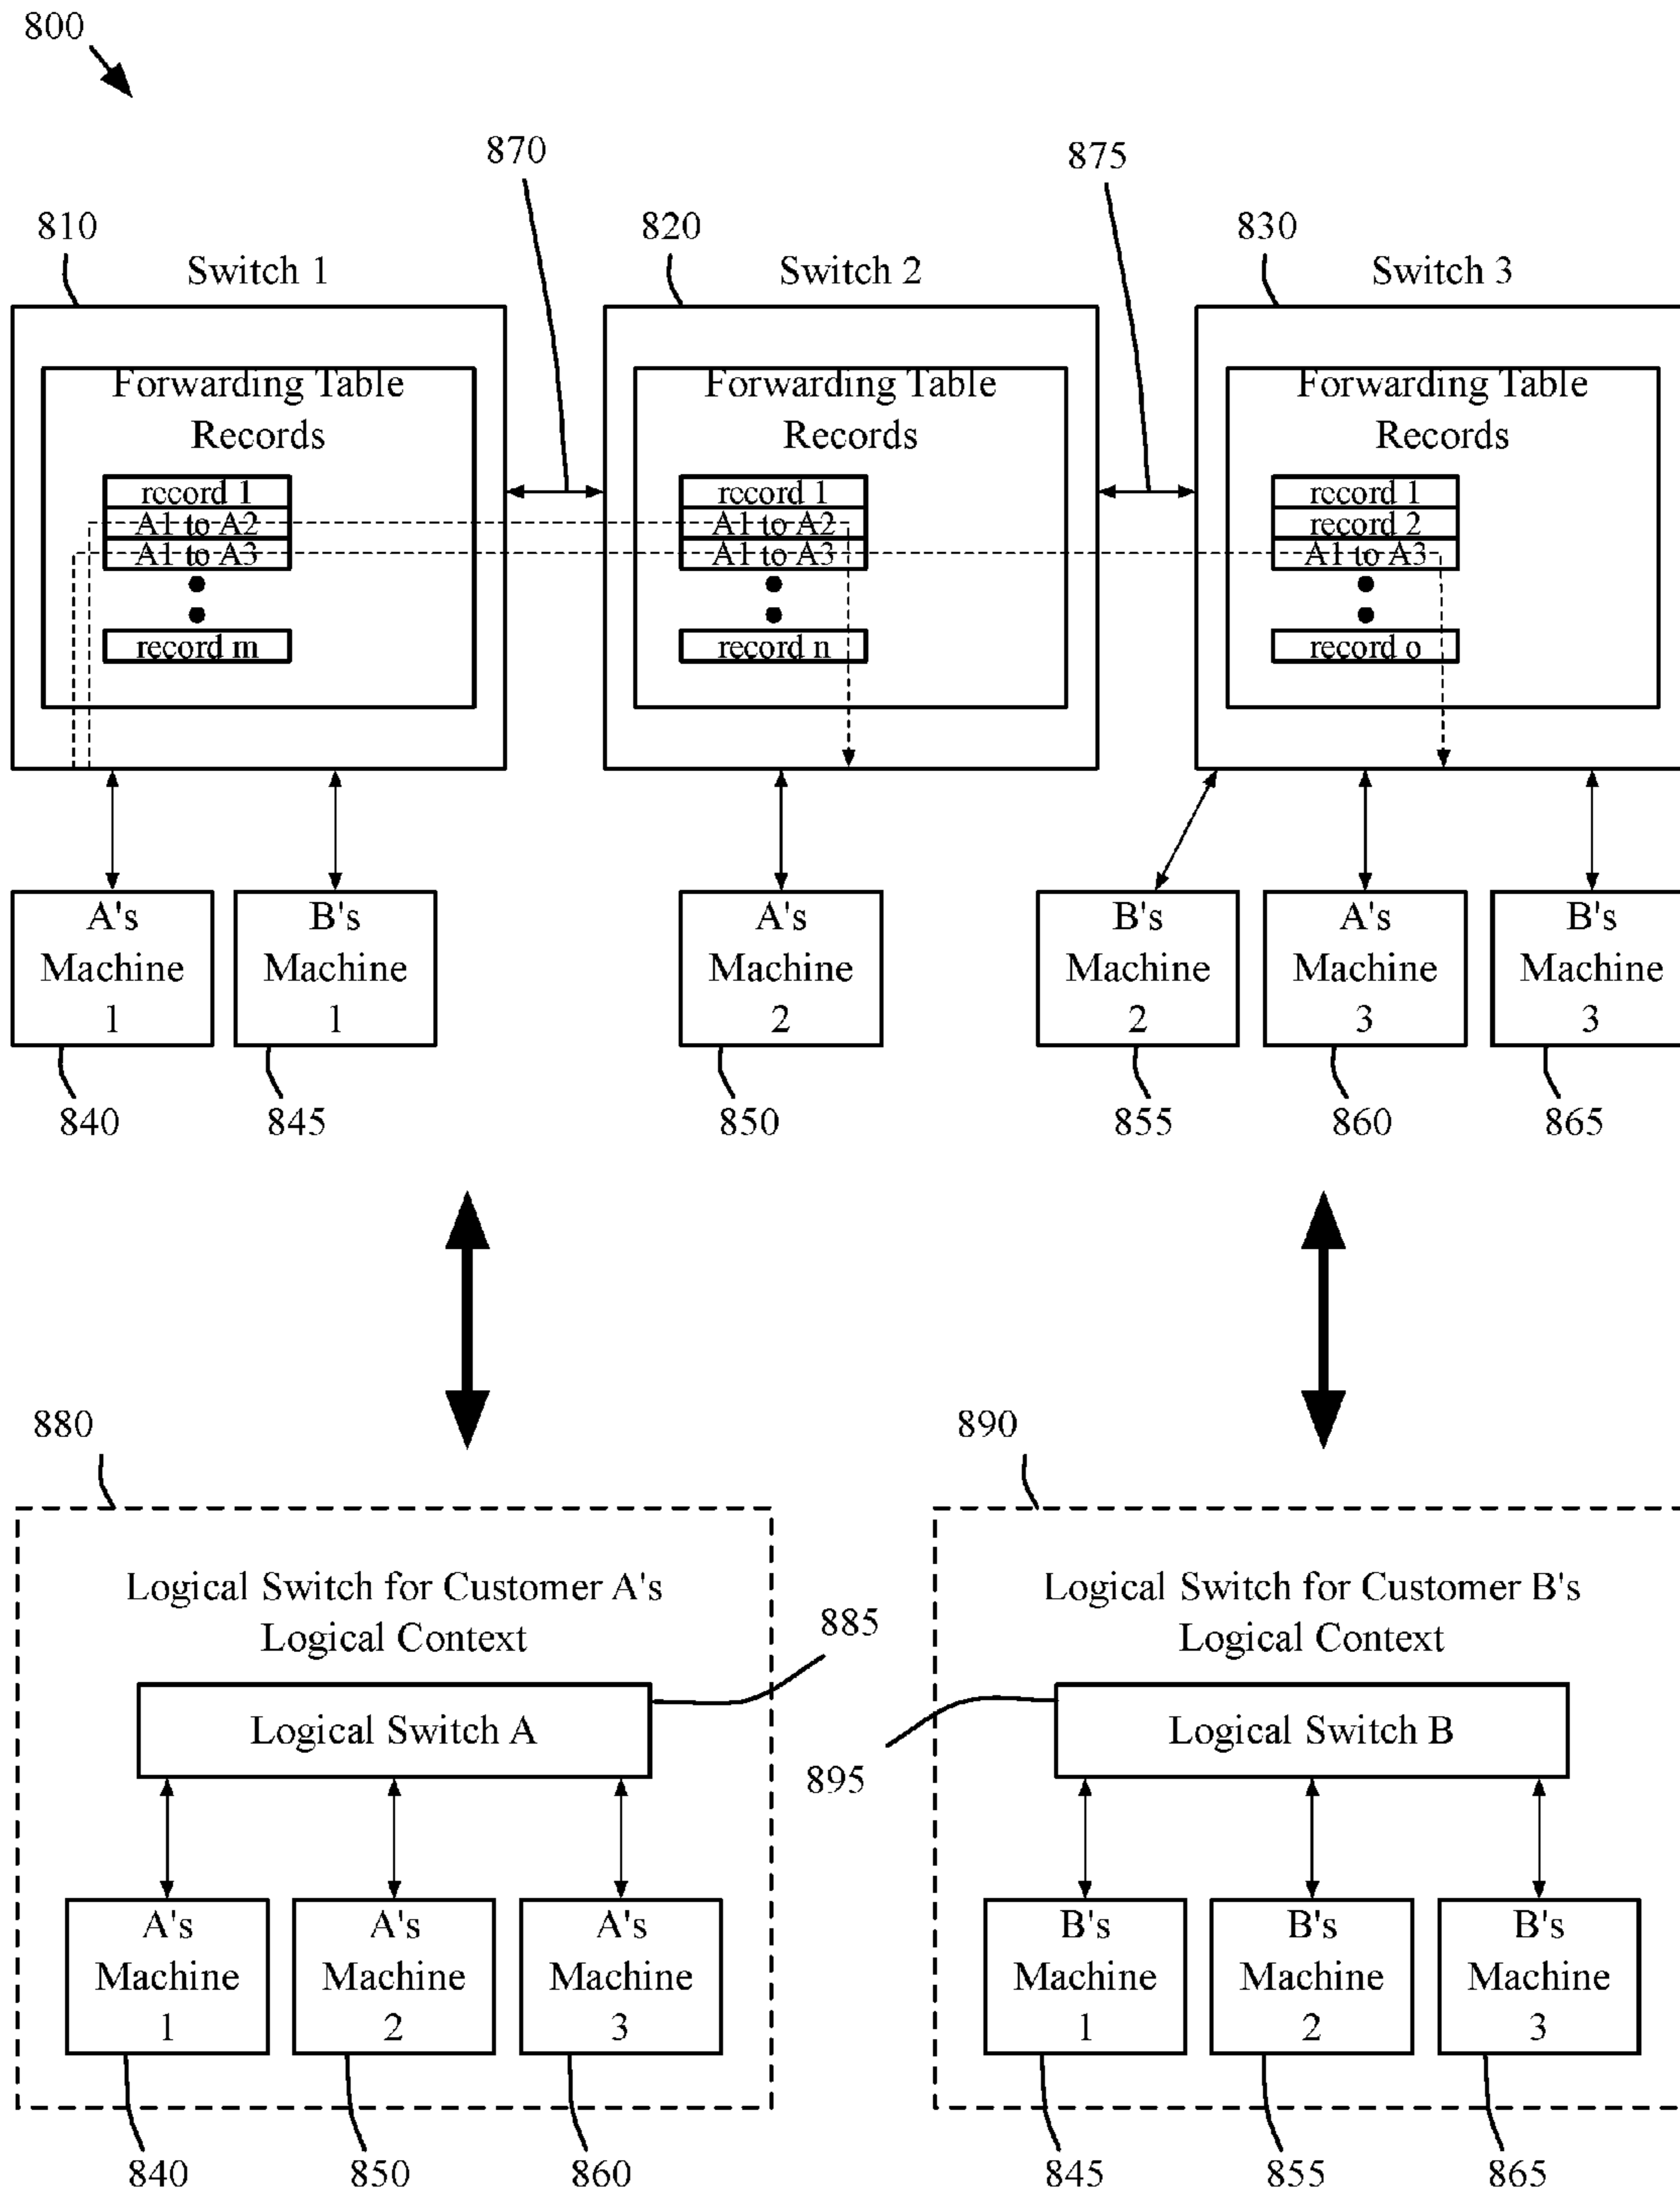 800
870
875
810
820
830
Switch 1
Switch 2
Switch 3
Forwarding Table
Records
record 1
A1 to A2
A1 to A3
record m
Forwarding Table
Records
record 1
A1 to A2
A1 to A3
record n
Forwarding Table
Records
record 1
record 2
A1 to A3
record o
A's
Machine
1
B's
Machine
1
A's
Machine
2
B's
Machine
2
A's
Machine
3
B's
Machine
3
840
845
850
855
860
865
880
890
Logical Switch for Customer A's
Logical Context
885
Logical Switch A
Logical Switch for Customer B's
Logical Context
895
Logical Switch B
A's
Machine
1
A's
Machine
2
A's
Machine
3
B's
Machine
1
B's
Machine
2
B's
Machine
3
840
850
860
845
855
865